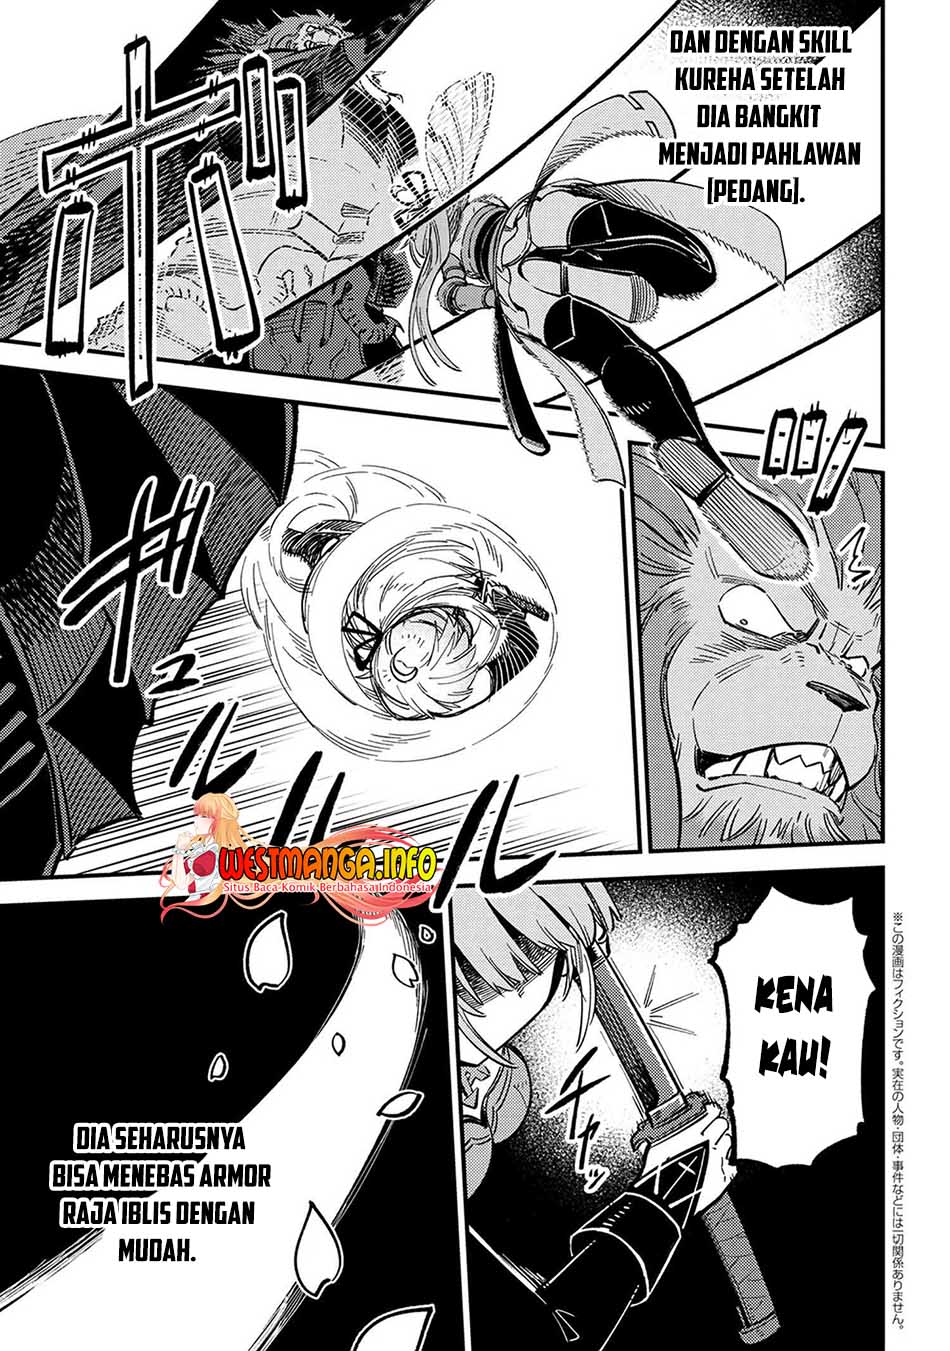 DAN DENGAN SKILL
KUREHA SETELAH
DIA BANGKIT
MENJADI PAHLAWAN
[PEDANG].
ギュルルル
WESTMANGA.INFO
Situs Baca Komik Berbahasa Indonesia
KENA
KAU!
DIA SEHARUSNYA
BISA MENEBAS ARMOR
RAJA IBLIS DENGAN
MUDAH.
※この漫画はフィクションです。実在の人物・団体・事件などには一切関係ありません。